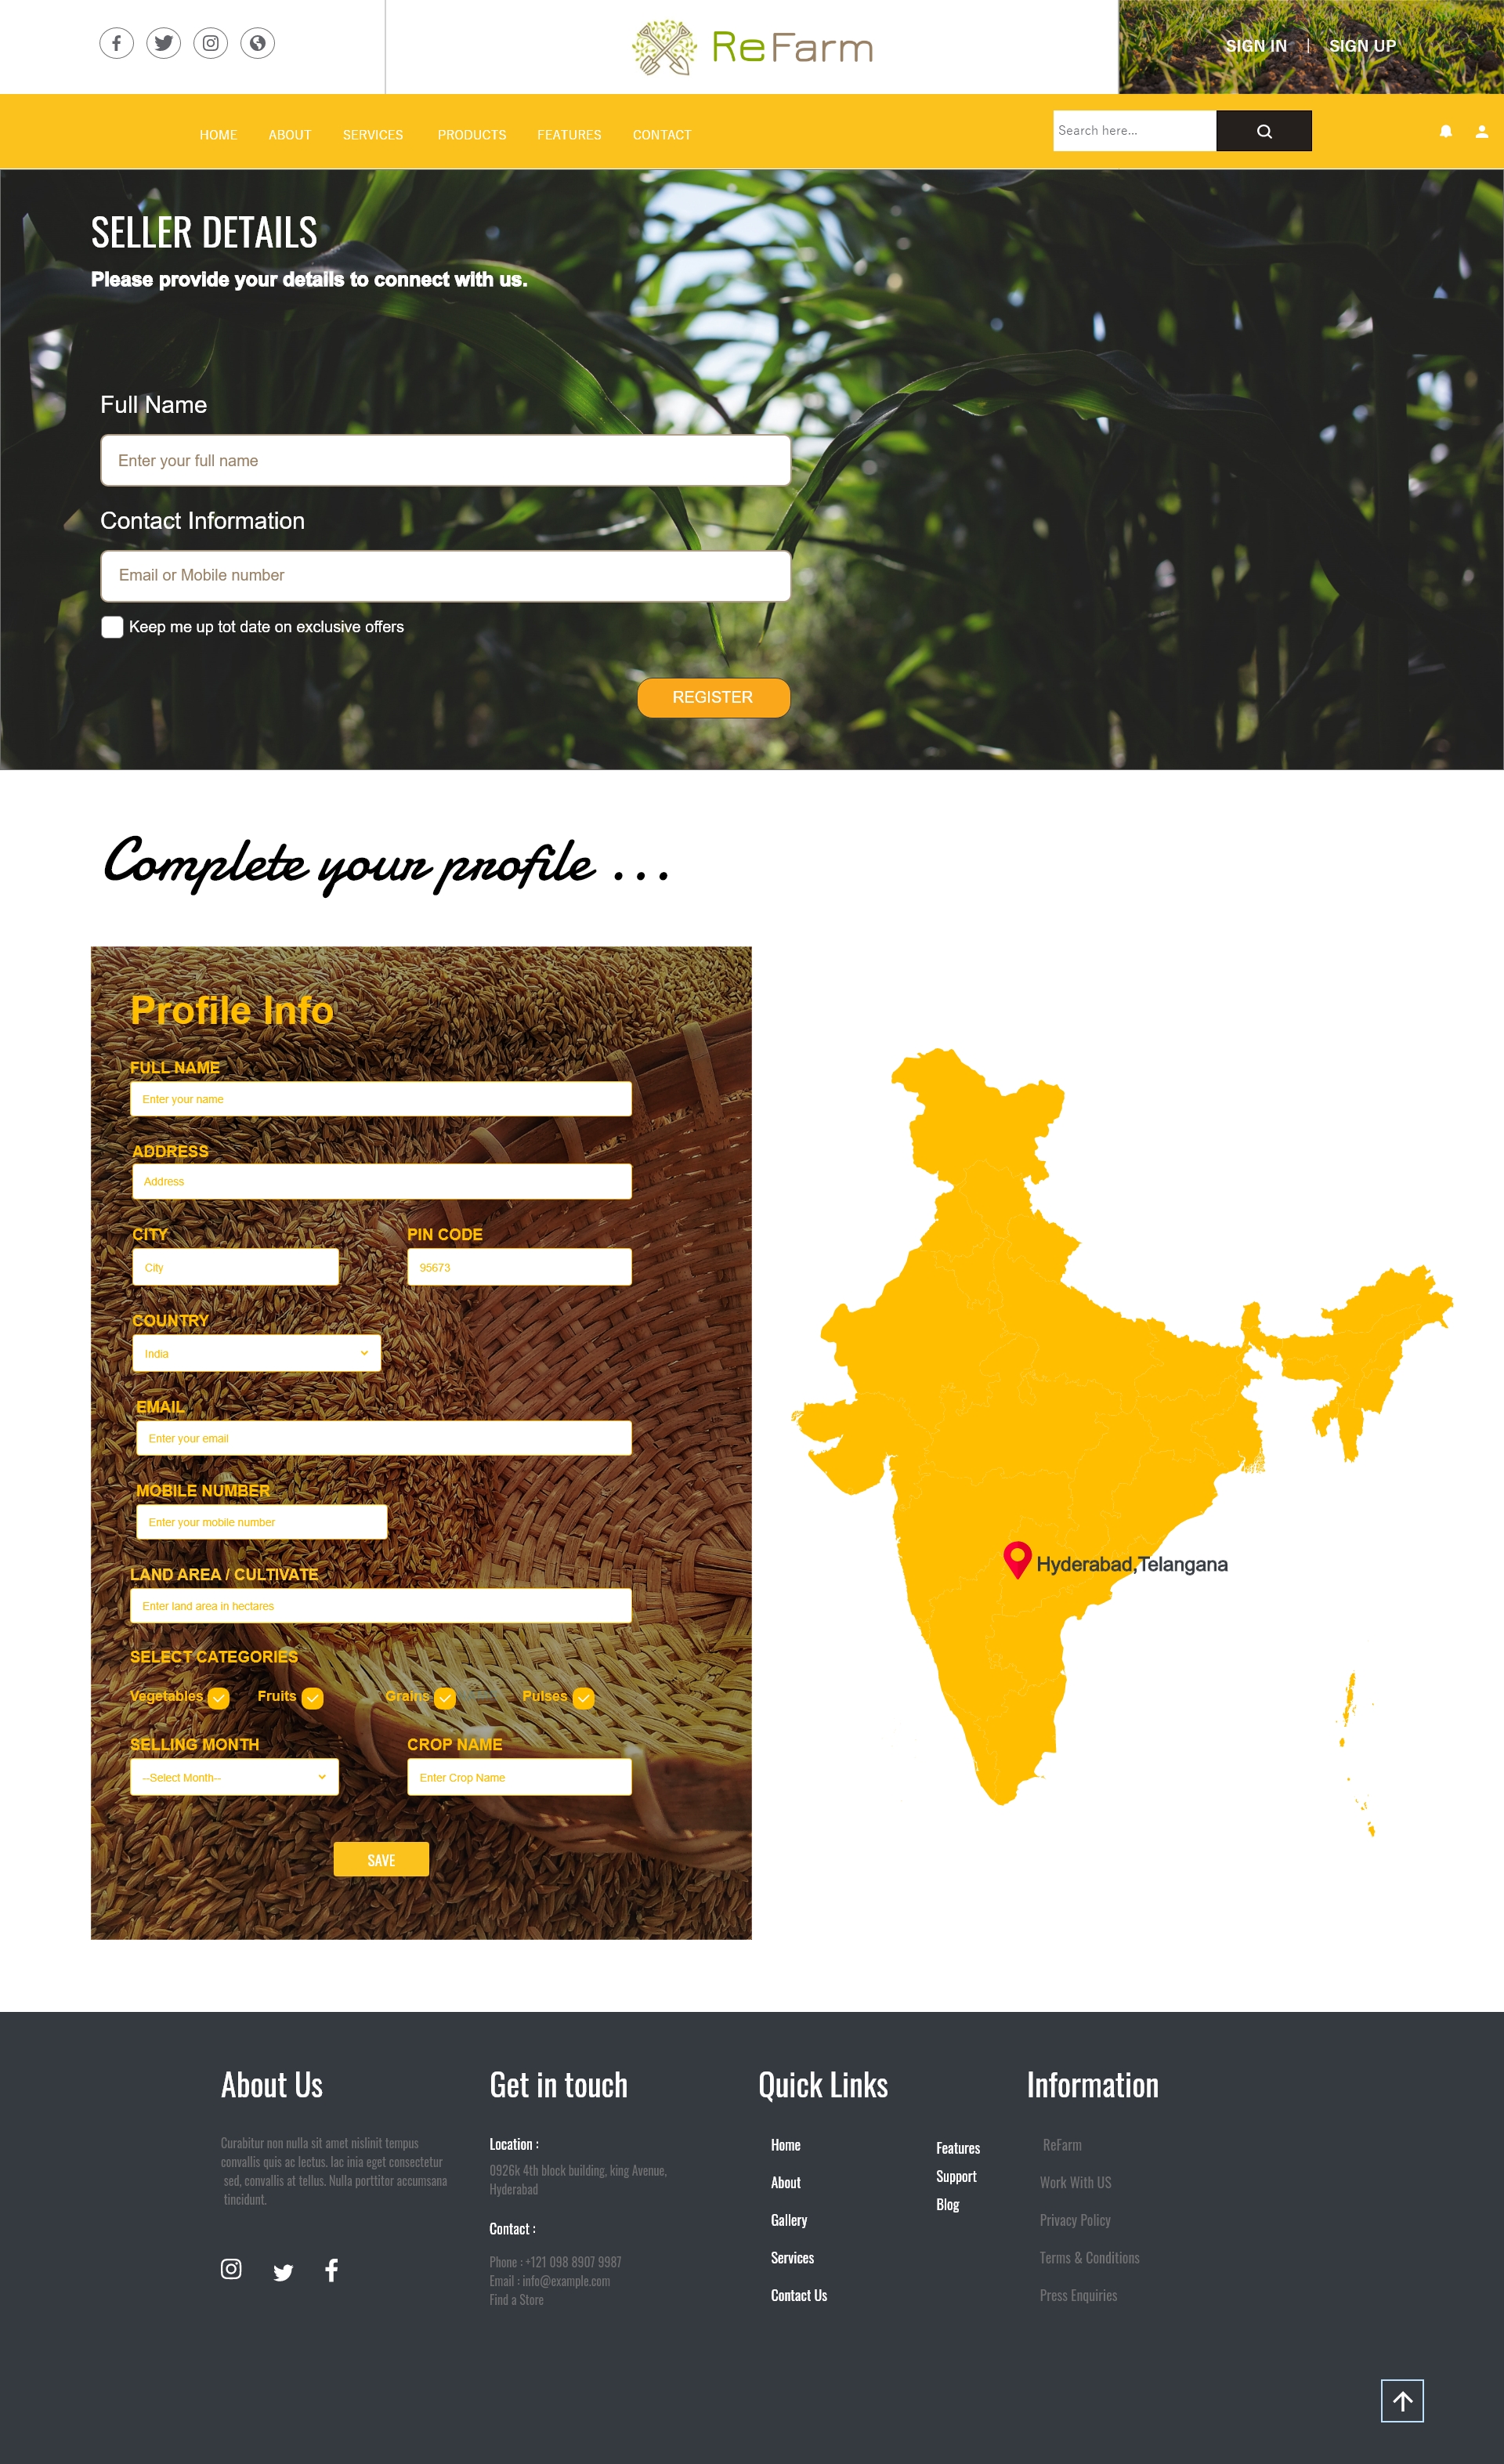 ReFarm
SIGN IN | SIGN UP
HOME ABOUT SERVICES PRODUCTS FEATURES CONTACT
Search here...
SELLER DETAILS
Please provide your details to connect with us.
Full Name
Enter your full name
Contact Information
Email or Mobile number
Keep me up tot date on exclusive offers
REGISTER
Complete your profile ...
Profile Info
FULL NAME
Enter your name
ADDRESS
Address
CITY PIN CODE
City 95673
COUNTRY
India
EMAIL
Enter your email
MOBILE NUMBER
Enter your mobile number
LAND AREA / CULTIVATE
Enter land area in hectares
SELECT CATEGORIES
Vegetables Fruits Grains Pulses
SELLING MONTH CROP NAME
--Select Month-- Enter Crop Name
SAVE
Hyderabad,Telangana
About Us
Curabitur non nulla sit amet nislinit tempus
convallis quis ac lectus. lac inia eget consectetur
sed, convallis at tellus. Nulla porttitor accumsana
tincidunt.
Get in touch
Location :
0926k 4th block building, king Avenue,
Hyderabad
Contact :
Phone : +121 098 8907 9987
Email : info@example.com
Find a Store
Quick Links
Home
About
Gallery
Services
Contact Us
Features
Support
Blog
Information
ReFarm
Work With US
Privacy Policy
Terms & Conditions
Press Enquiries